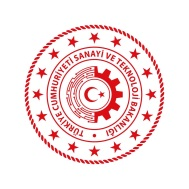 TÜRKİYE CUMHURİYETİ SANAYİ VE TEKNOLOJİ BAKANLIĞI